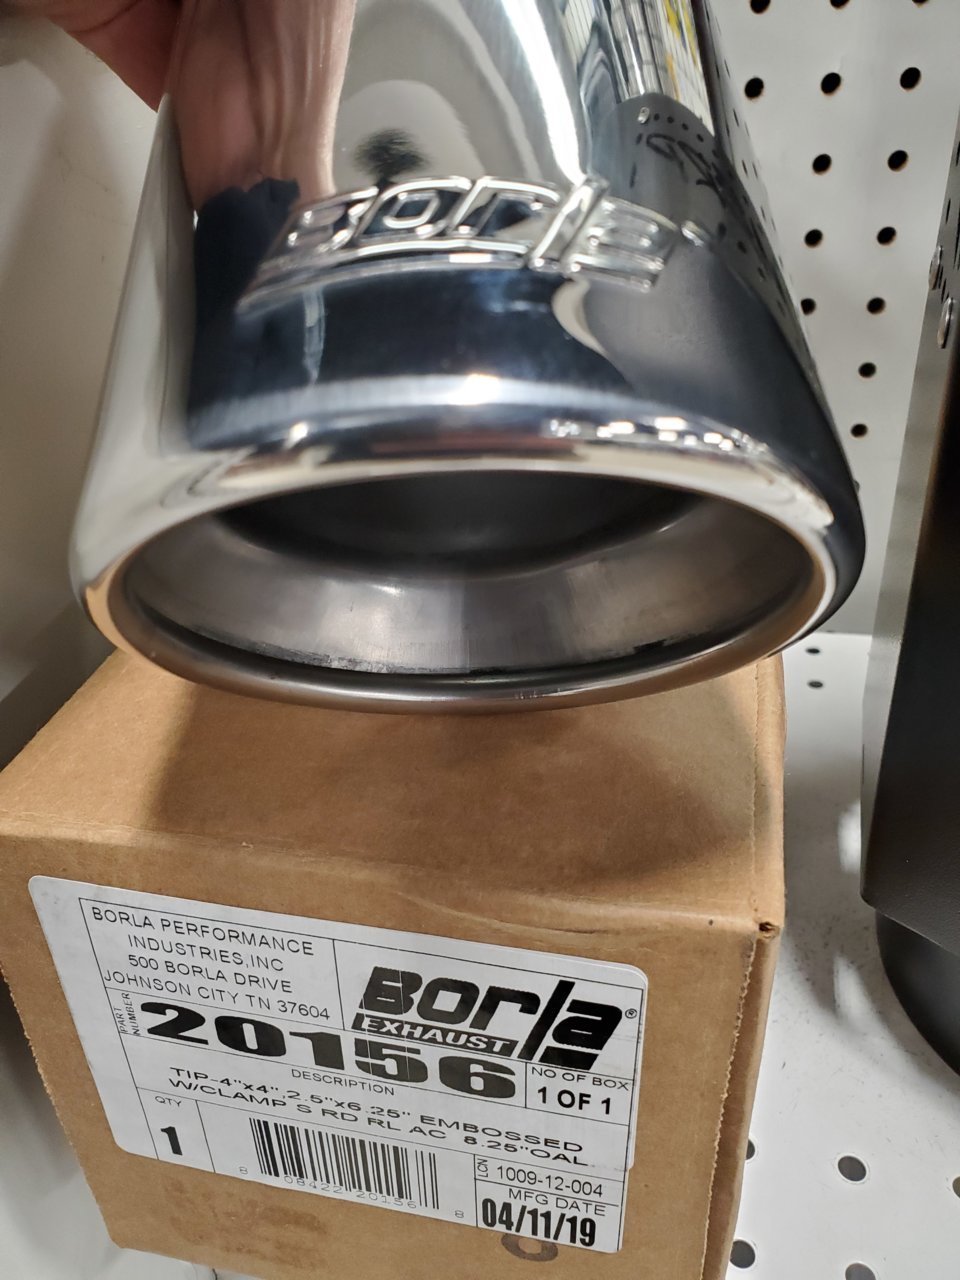 BORLA
BORLA PERFORMANCE
INDUSTRIES,INC
500 BORLA DRIVE
JOHNSON CITY TN 37604
BORLA®
EXHAUST
PART NUMBER
20156
DESCRIPTION
NO OF BOX
1 OF 1
TIP-4"x4",2.5"x6.25" EMBOSSED
W/CLAMP S RD RL AC 8.25"OAL
QTY
1
8 08422 20156 8
LCN
1009-12-004
MFG DATE
04/11/19